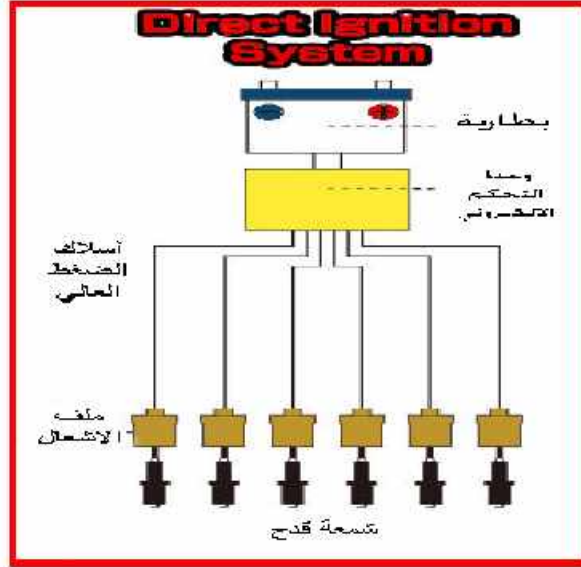 Direct Ignition
System
بطارية
وحدة
التحكم
الالكتروني
أسلاك
الضغط
العالي
ملف
الاشعال
شمعة قدح